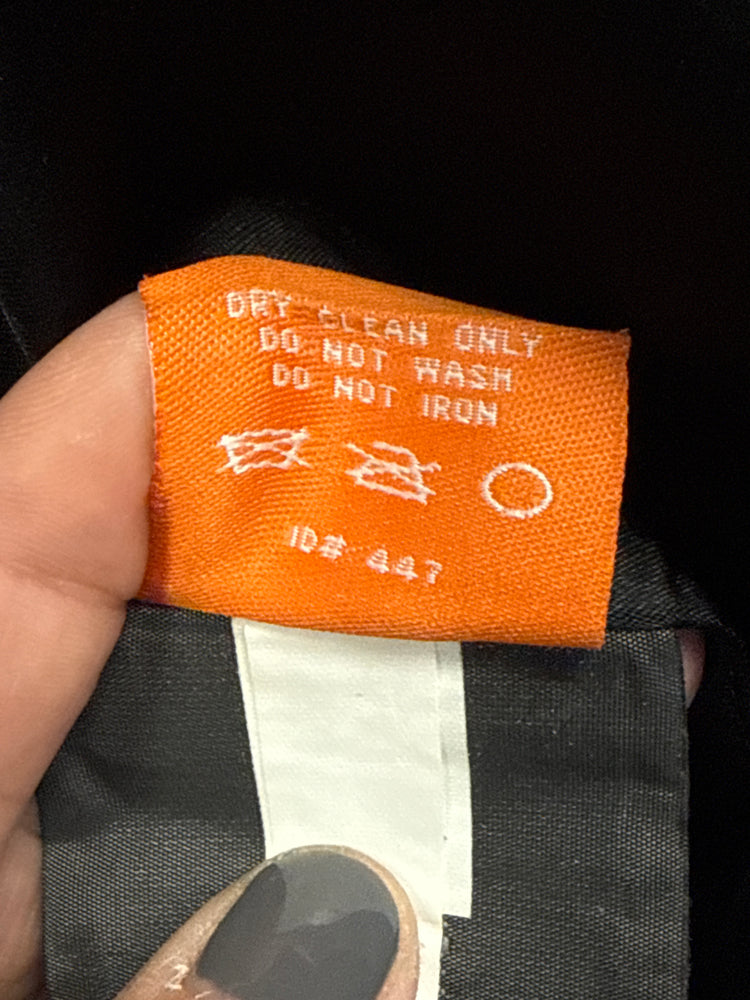 DRY CLEAN ONLY
DO NOT WASH
DO NOT IRON
ID# 447